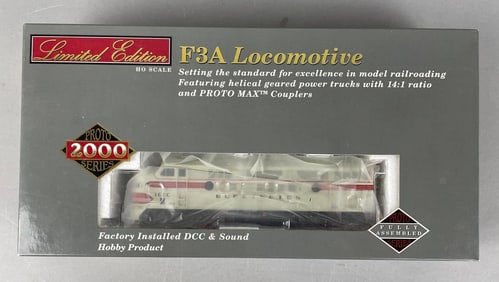 Limited Edition
HO SCALE
F3A Locomotive
Setting the standard for excellence in model railroading
Featuring helical geared power trucks with 14:1 ratio
and PROTO MAX™ Couplers
PROTO
2000
SERIES
Factory Installed DCC & Sound
Hobby Product
FULLY
ASSEMBLED